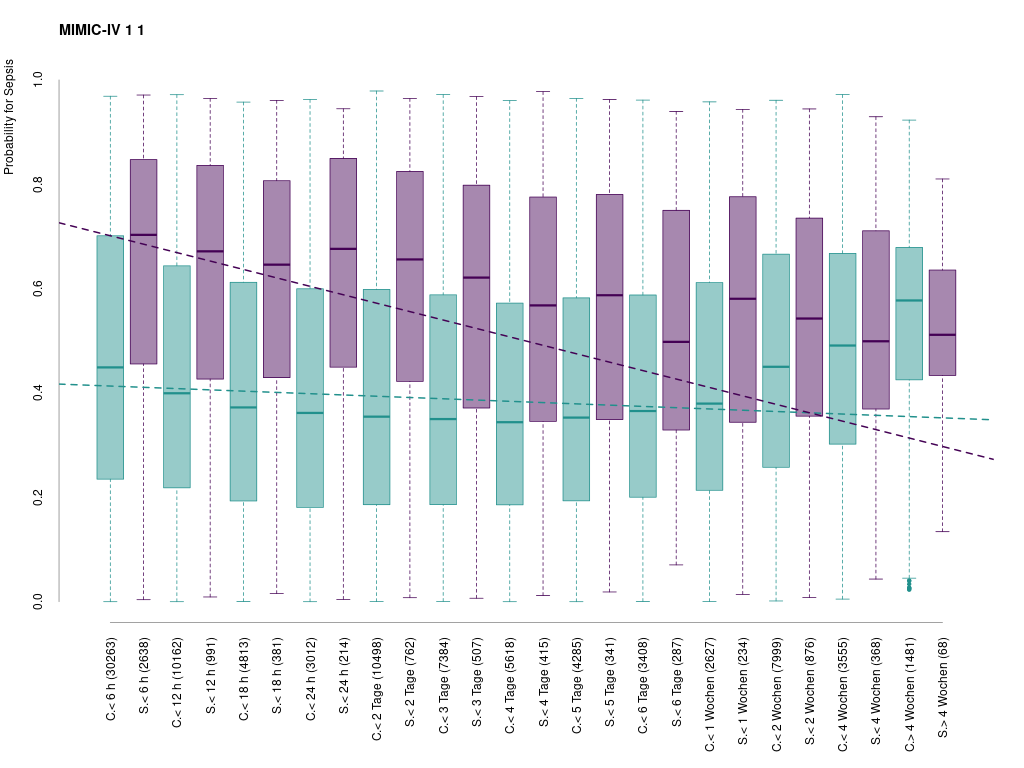 MIMIC-IV 1 1
Probability for Sepsis
1.0
0.8
0.6
0.4
0.2
0.0
C.< 6 h (30263)
S.< 6 h (2638)
C.< 12 h (10162)
S.< 12 h (991)
C.< 18 h (4813)
S.< 18 h (381)
C.< 24 h (3012)
S.< 24 h (214)
C.< 2 Tage (10498)
S.< 2 Tage (762)
C.< 3 Tage (7384)
S.< 3 Tage (507)
C.< 4 Tage (5618)
S.< 4 Tage (415)
C.< 5 Tage (4285)
S.< 5 Tage (341)
C.< 6 Tage (3408)
S.< 6 Tage (287)
C.< 1 Wochen (2627)
S.< 1 Wochen (234)
C.< 2 Wochen (7999)
S.< 2 Wochen (876)
C.< 4 Wochen (3555)
S.< 4 Wochen (368)
C.> 4 Wochen (1481)
S.> 4 Wochen (68)